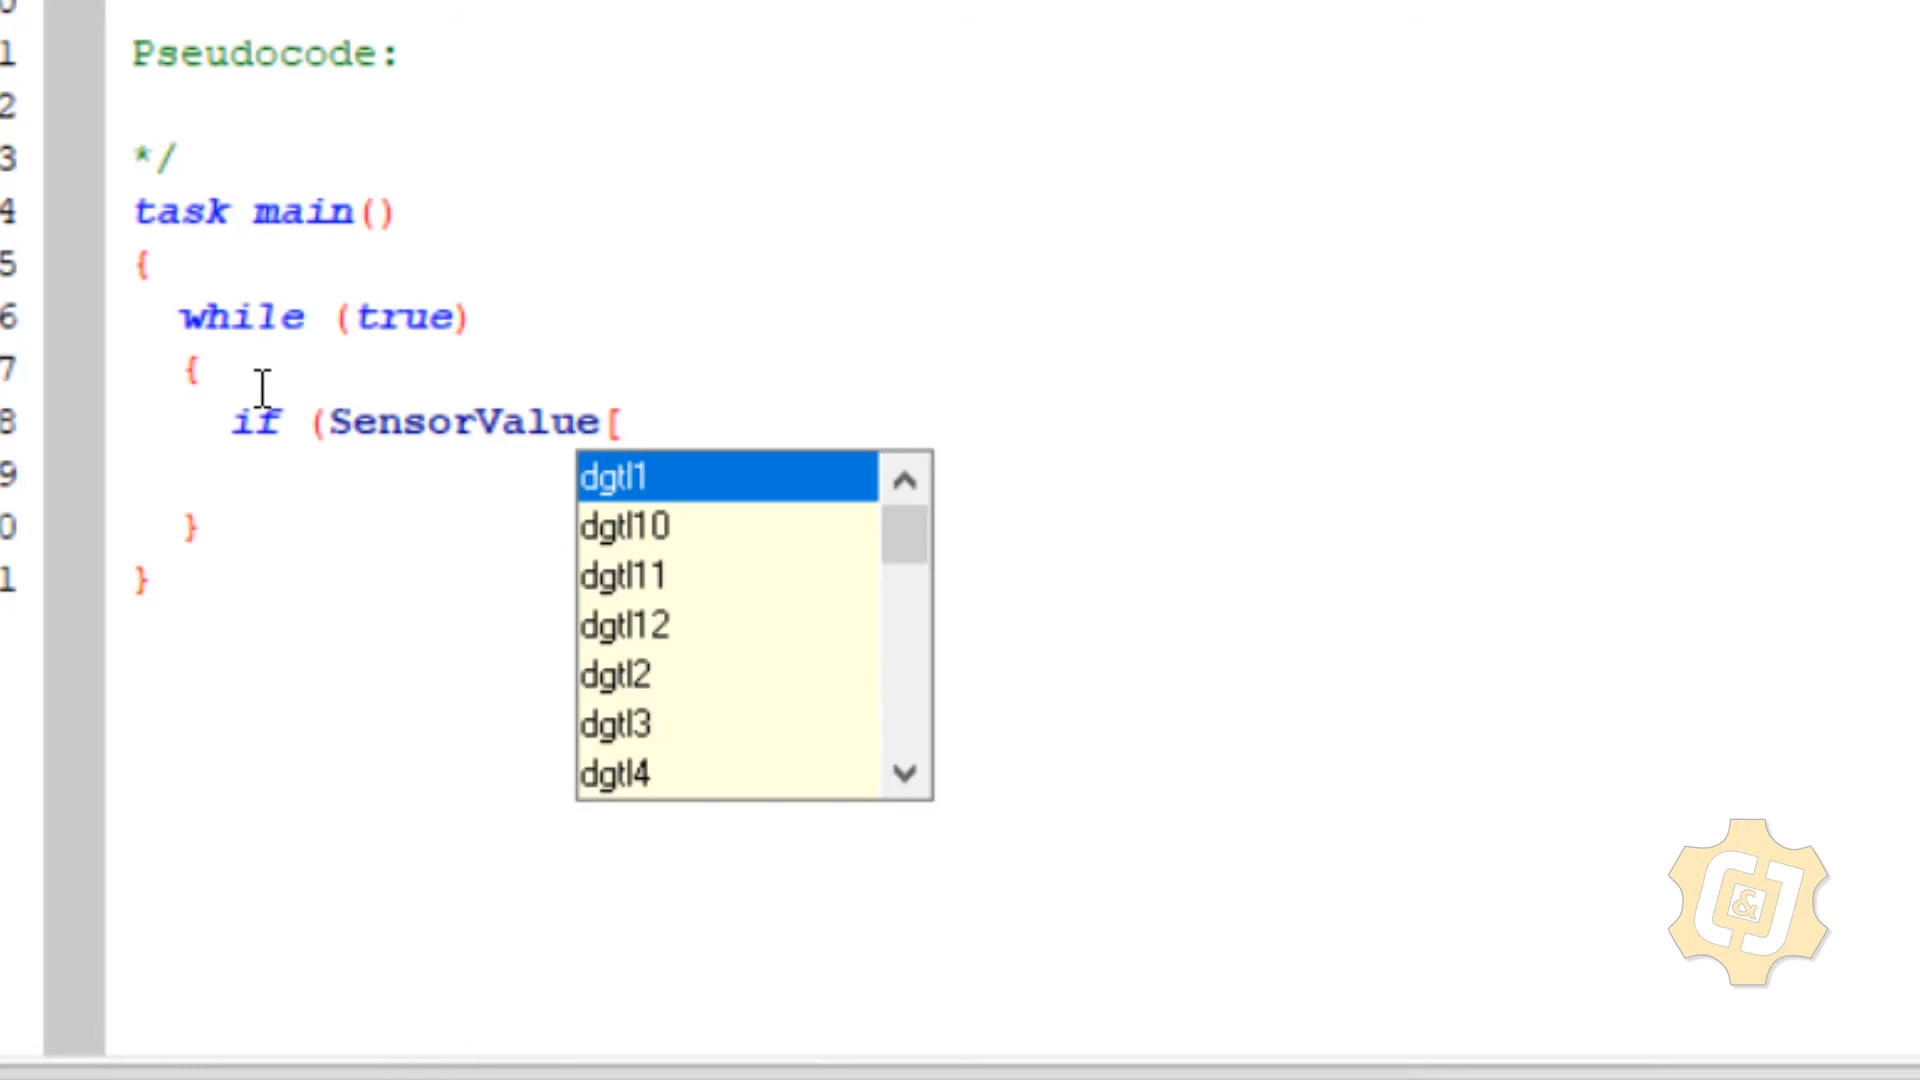 0
1 Pseudocode:
2
3 */
4 task main()
5 {
6 while (true)
7 {
8 if (SensorValue[
9
0 }
1 }
dgtl1
dgtl10
dgtl11
dgtl12
dgtl2
dgtl3
dgtl4
C&J